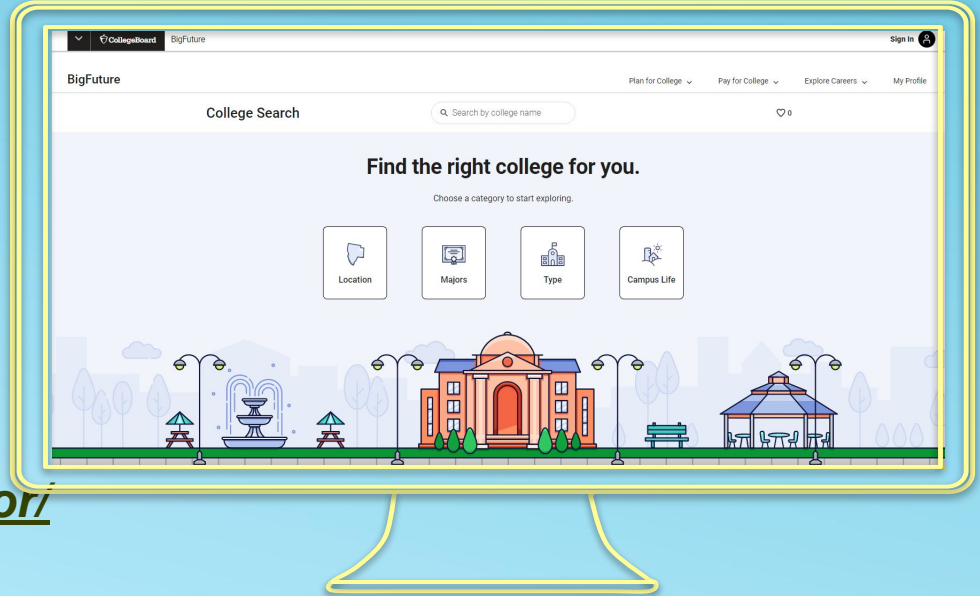 CollegeBoard BigFuture Sign In
BigFuture Plan for College Pay for College Explore Careers My Profile
College Search Search by college name 0
Find the right college for you.
Choose a category to start exploring.
Location Majors Type Campus Life
or/